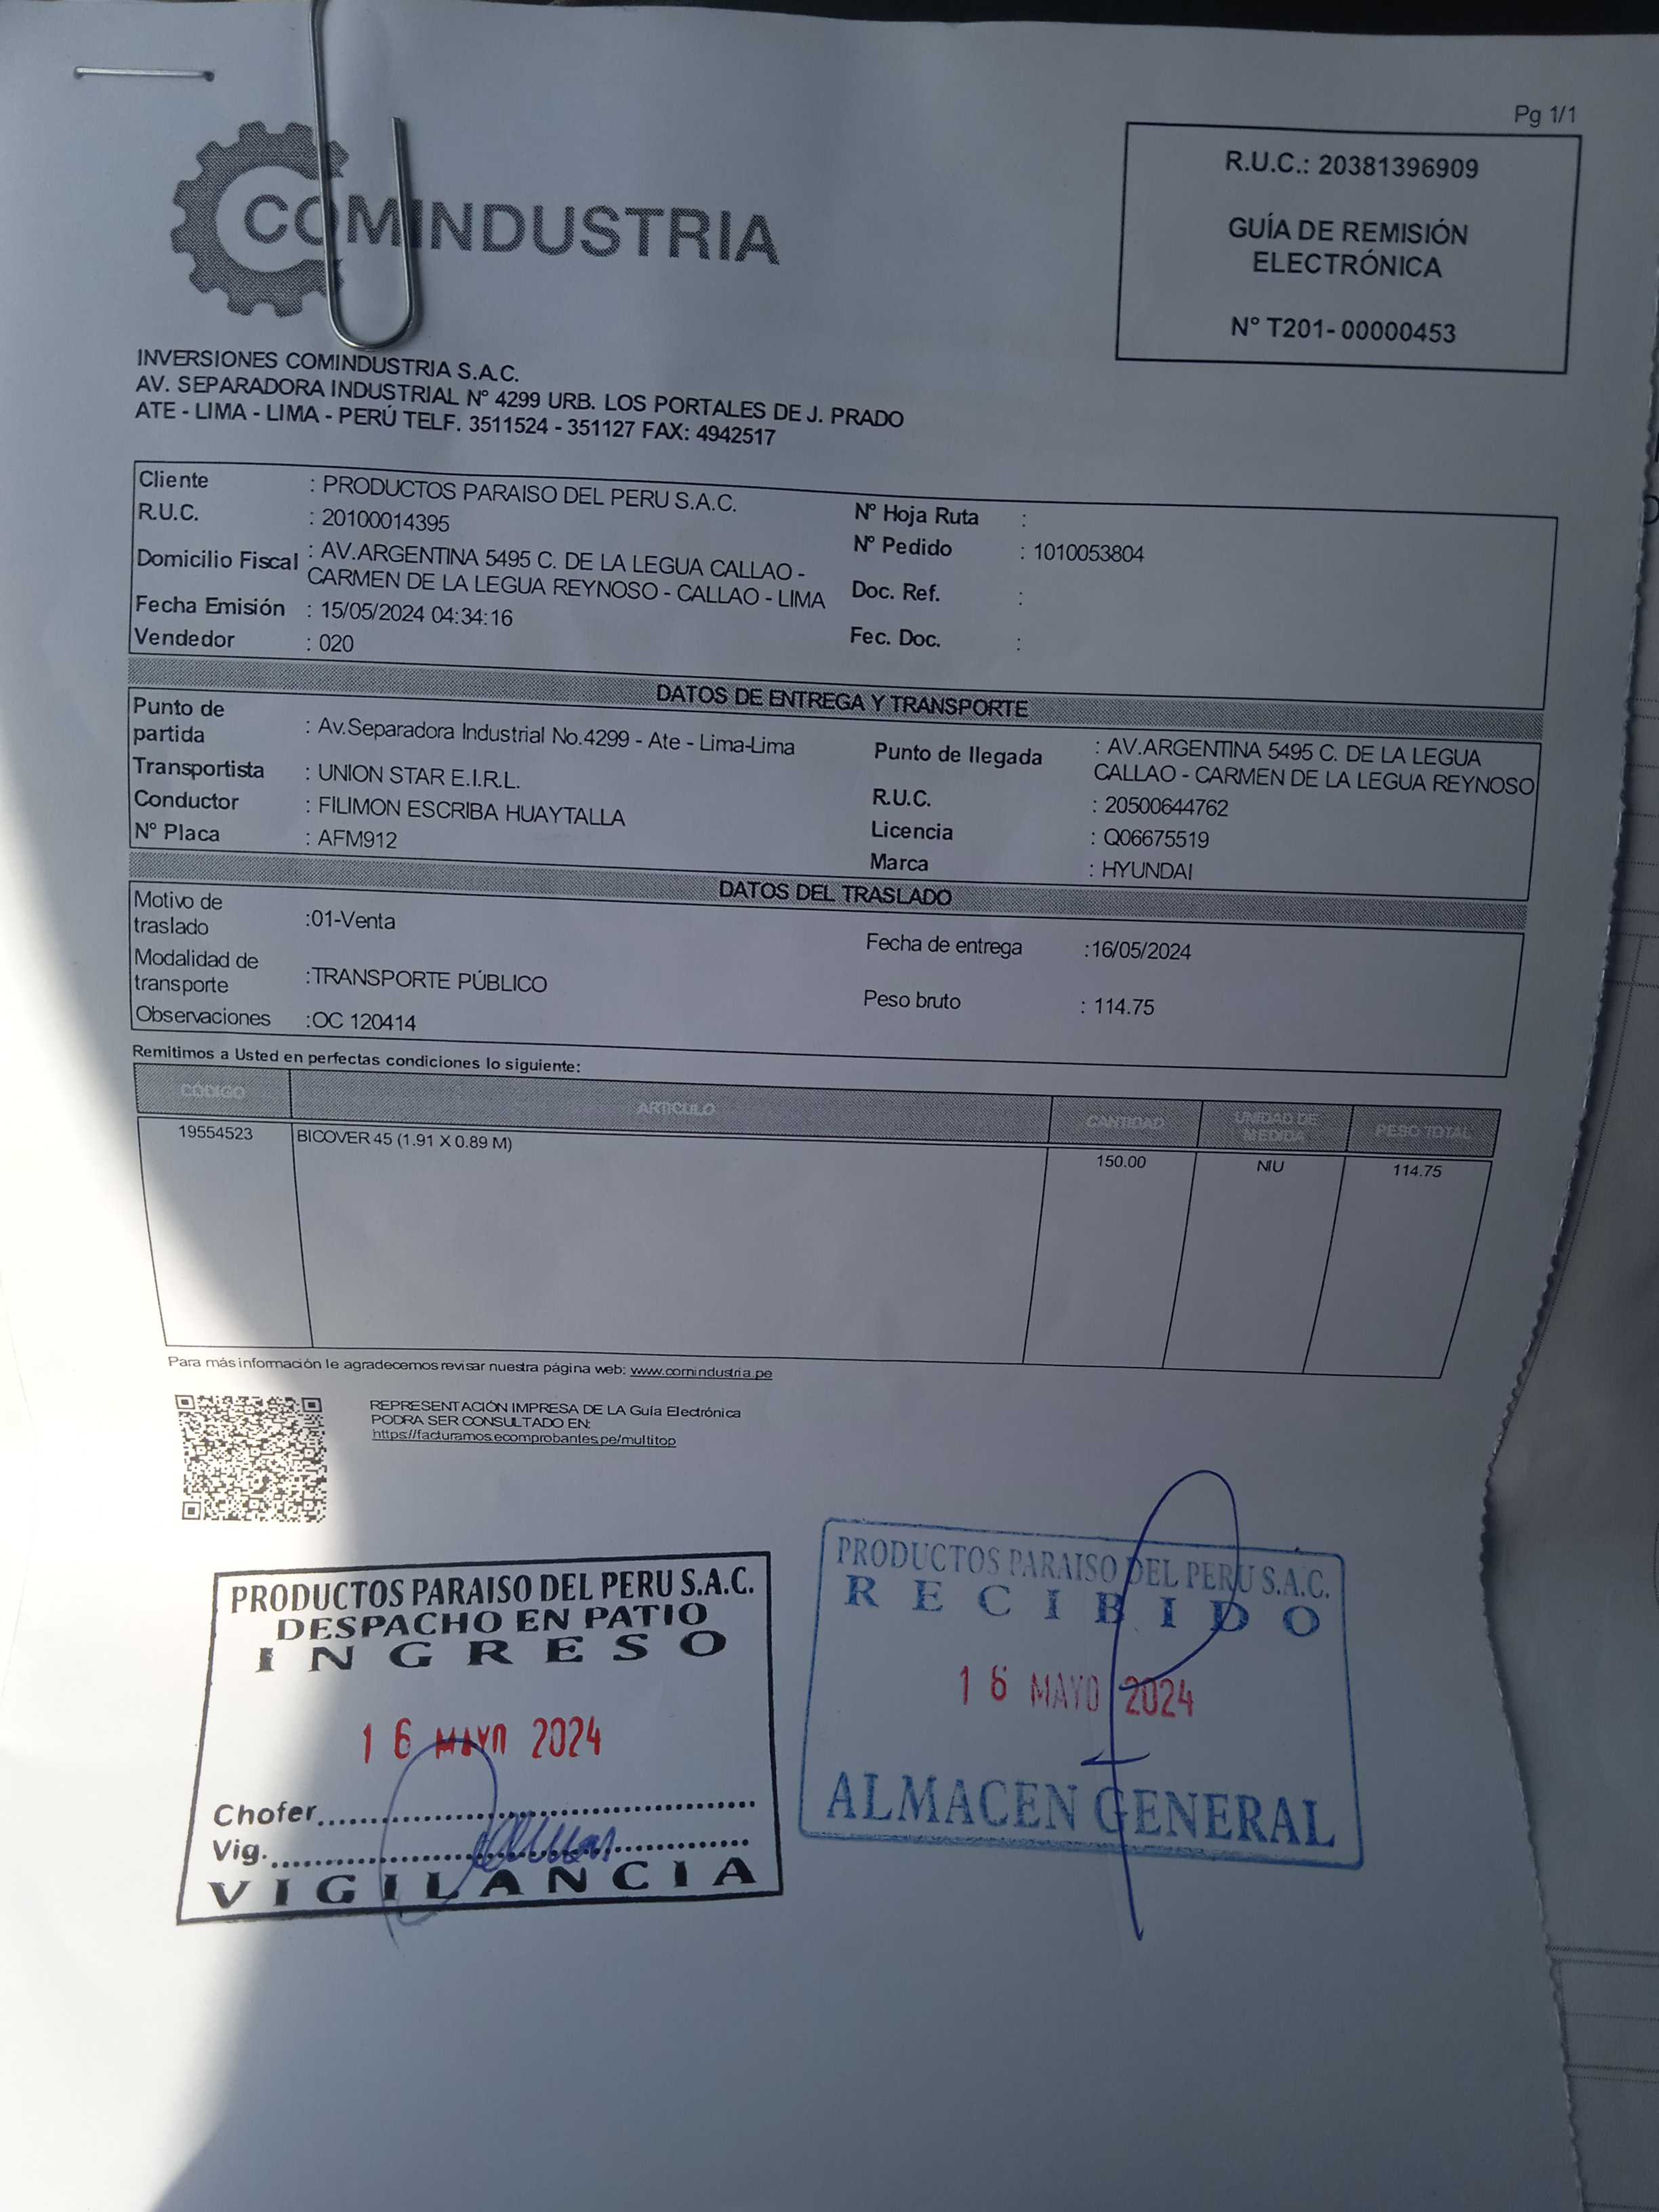 Pg 1/1
COMINDUSTRIA
R.U.C.: 20381396909
GUÍA DE REMISIÓN
ELECTRÓNICA
N° T201- 00000453
INVERSIONES COMINDUSTRIA S.A.C.
AV. SEPARADORA INDUSTRIAL N° 4299 URB. LOS PORTALES DE J. PRADO
ATE - LIMA - LIMA - PERÚ TELF. 3511524 - 351127 FAX: 4942517
Cliente : PRODUCTOS PARAISO DEL PERU S.A.C.
R.U.C. : 20100014395
Domicilio Fiscal : AV.ARGENTINA 5495 C. DE LA LEGUA CALLAO -
CARMEN DE LA LEGUA REYNOSO - CALLAO - LIMA
Fecha Emisión : 15/05/2024 04:34:16
Vendedor : 020
N° Hoja Ruta :
N° Pedido : 1010053804
Doc. Ref. :
Fec. Doc. :
DATOS DE ENTREGA Y TRANSPORTE
Punto de
partida : Av.Separadora Industrial No.4299 - Ate - Lima-Lima
Transportista : UNION STAR E.I.R.L.
Conductor : FILIMON ESCRIBA HUAYTALLA
N° Placa : AFM912
Punto de llegada : AV.ARGENTINA 5495 C. DE LA LEGUA
CALLAO - CARMEN DE LA LEGUA REYNOSO
R.U.C. : 20500644762
Licencia : Q06675519
Marca : HYUNDAI
DATOS DEL TRASLADO
Motivo de
traslado :01-Venta
Modalidad de
transporte :TRANSPORTE PÚBLICO
Observaciones :OC 120414
Fecha de entrega :16/05/2024
Peso bruto : 114.75
Remitimos a Usted en perfectas condiciones lo siguiente:
CÓDIGO ARTICULO CANTIDAD UNIDAD DE MEDIDA PESO TOTAL
19554523 BICOVER 45 (1.91 X 0.89 M) 150.00 NIU 114.75
Para más información le agradecemos revisar nuestra página web: www.comindustria.pe
REPRESENTACIÓN IMPRESA DE LA Guía Electrónica
PODRA SER CONSULTADO EN:
https://facturamos.ecomprobantes.pe/multitop
PRODUCTOS PARAISO DEL PERU S.A.C.
DESPACHO EN PATIO
INGRESO
16 MAYO 2024
Chofer
Vig.
VIGILANCIA
PRODUCTOS PARAISO DEL PERU S.A.C.
RECIBIDO
16 MAYO 2024
ALMACEN GENERAL